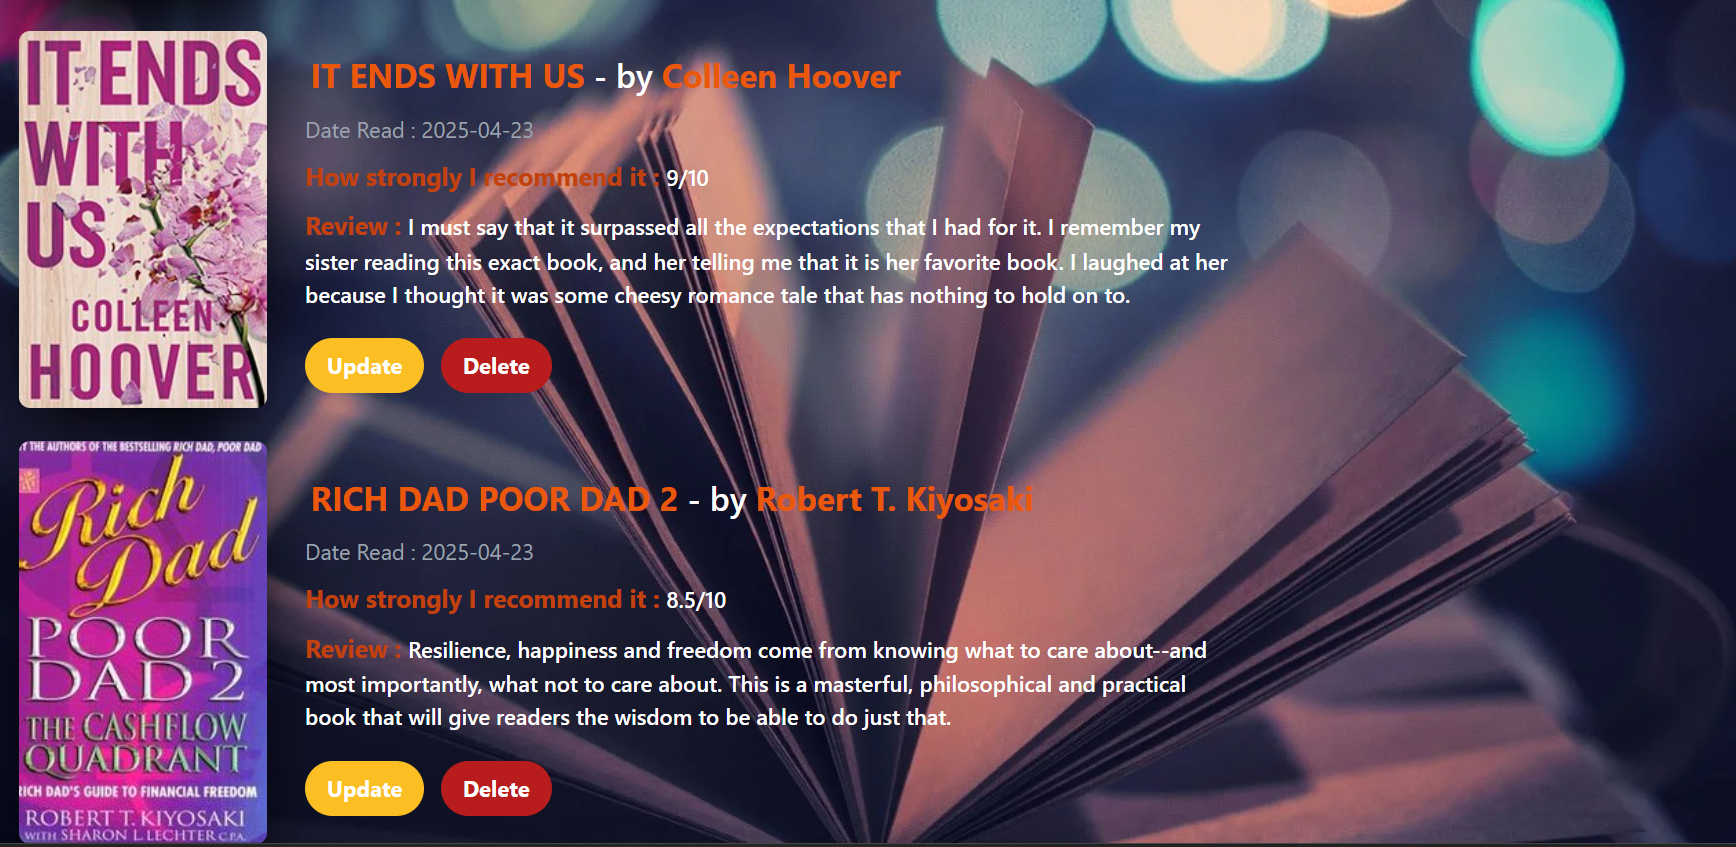 IT ENDS
WITH
US
COLLEEN
HOOVER
IT ENDS WITH US - by Colleen Hoover
Date Read : 2025-04-23
How strongly I recommend it : 9/10
Review : I must say that it surpassed all the expectations that I had for it. I remember my
sister reading this exact book, and her telling me that it is her favorite book. I laughed at her
because I thought it was some cheesy romance tale that has nothing to hold on to.
Update Delete
THE AUTHORS OF THE BESTSELLING RICH DAD, POOR DAD
Rich
Dad
POOR
DAD 2
THE CASHFLOW
QUADRANT
RICH DAD'S GUIDE TO FINANCIAL FREEDOM
ROBERT T. KIYOSAKI
WITH SHARON L. LECHTER C.P.A.
RICH DAD POOR DAD 2 - by Robert T. Kiyosaki
Date Read : 2025-04-23
How strongly I recommend it : 8.5/10
Review : Resilience, happiness and freedom come from knowing what to care about--and
most importantly, what not to care about. This is a masterful, philosophical and practical
book that will give readers the wisdom to be able to do just that.
Update Delete